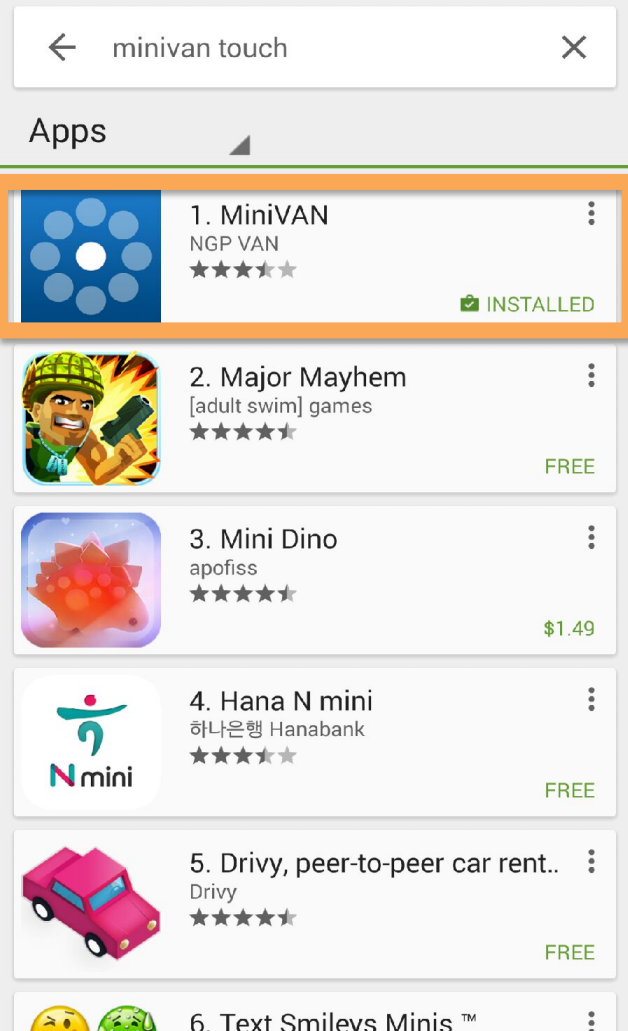 minivan touch
Apps
1. MiniVAN
NGP VAN
INSTALLED
2. Major Mayhem
[adult swim] games
FREE
3. Mini Dino
apofiss
$1.49
4. Hana N mini
하나은행 Hanabank
N mini
FREE
5. Drivy, peer-to-peer car rent..
Drivy
FREE
6. Text Smileys Minis ™